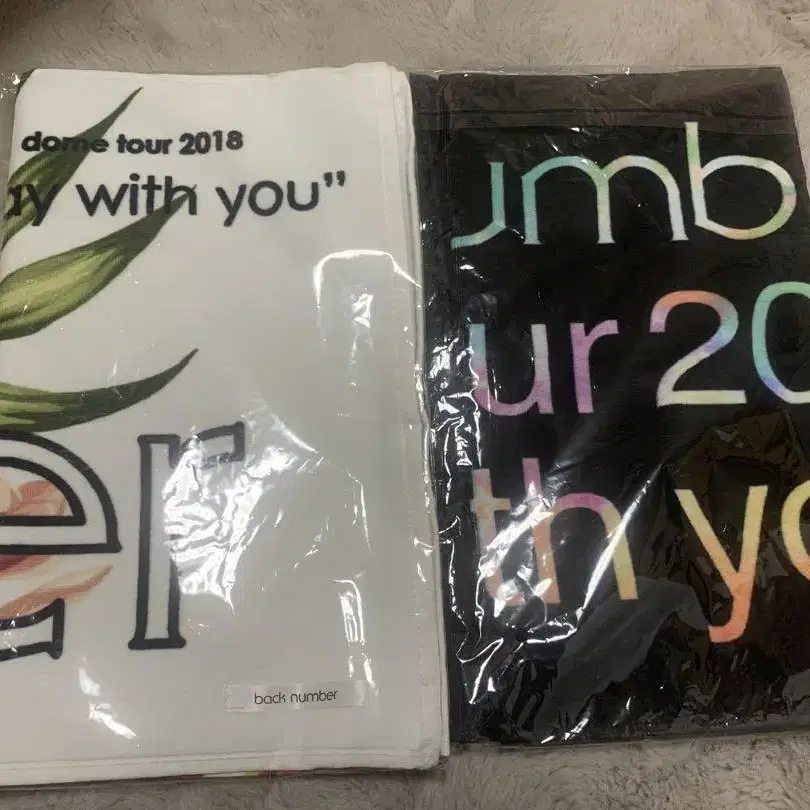 dome tour 2018
ay with you”
er
back number
umb
ur 20
th yo